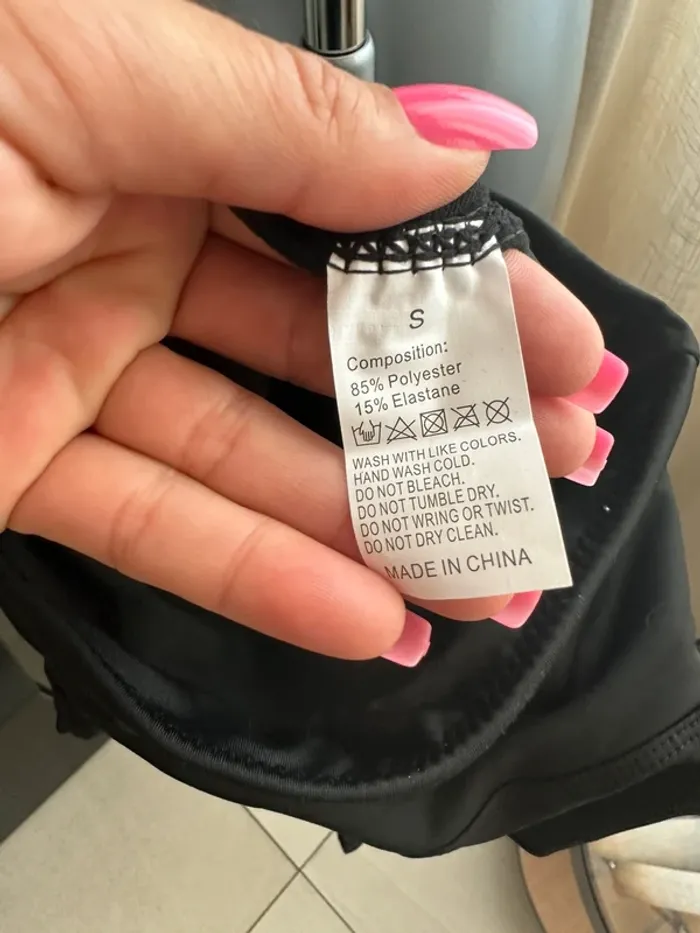 S
Composition:
85% Polyester
15% Elastane
WASH WITH LIKE COLORS.
HAND WASH COLD.
DO NOT BLEACH.
DO NOT TUMBLE DRY.
DO NOT WRING OR TWIST.
DO NOT DRY CLEAN.
MADE IN CHINA